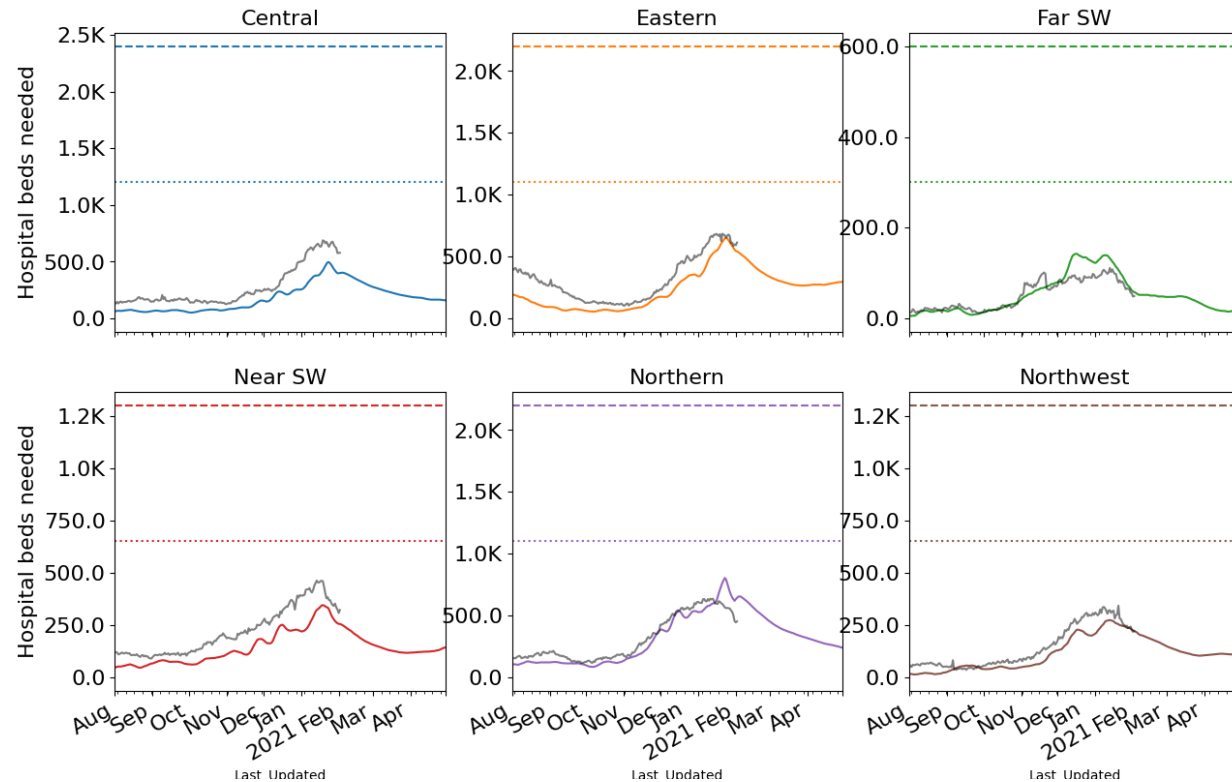 Central
Eastern
Far SW
Hospital beds needed
2.5K
2.0K
1.5K
1.0K
500.0
0.0
2.0K
1.5K
1.0K
500.0
0.0
600.0
400.0
200.0
0.0
Near SW
Northern
Northwest
Hospital beds needed
1.2K
1.0K
750.0
500.0
250.0
0.0
2.0K
1.5K
1.0K
500.0
0.0
1.2K
1.0K
750.0
500.0
250.0
0.0
Aug Sep Oct Nov Dec Jan 2021 Feb Mar Apr
Aug Sep Oct Nov Dec Jan 2021 Feb Mar Apr
Aug Sep Oct Nov Dec Jan 2021 Feb Mar Apr
Last_Updated
Last_Updated